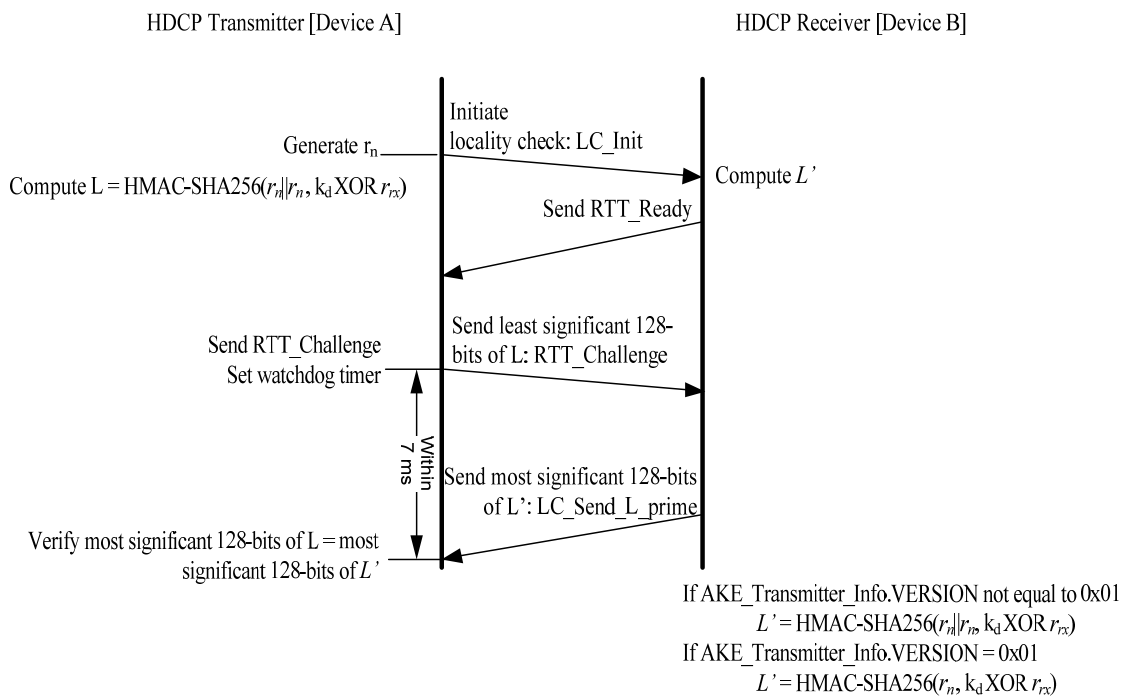 HDCP Transmitter [Device A]
HDCP Receiver [Device B]
Initiate
locality check: LC_Init
Generate rn
Compute L = HMAC-SHA256(rn||rn, kd XOR rrx)
Compute L’
Send RTT_Ready
Send least significant 128-
bits of L: RTT_Challenge
Send RTT_Challenge
Set watchdog timer
Within
7 ms
Send most significant 128-bits
of L’: LC_Send_L_prime
Verify most significant 128-bits of L = most
significant 128-bits of L’
If AKE_Transmitter_Info.VERSION not equal to 0x01
L’ = HMAC-SHA256(rn||rn, kd XOR rrx)
If AKE_Transmitter_Info.VERSION = 0x01
L’ = HMAC-SHA256(rn, kd XOR rrx)